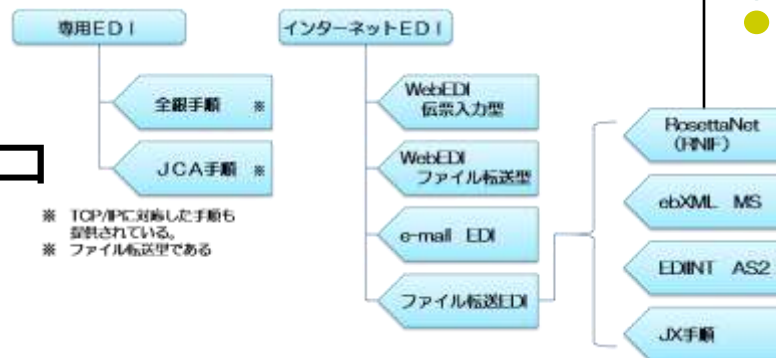 専用EDI
全銀手順 ※
JCA手順 ※
※ TCP/IPに対応した手順も
提供されている。
※ ファイル転送型である
インターネットEDI
WebEDI
伝票入力型
WebEDI
ファイル転送型
e-mail EDI
ファイル転送EDI
RosettaNet
(RNIF)
ebXML MS
EDIINT AS2
JX手順